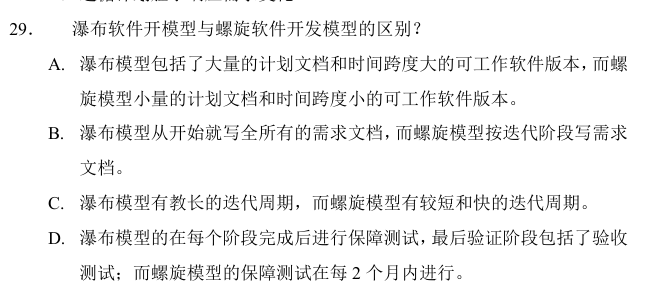 29. 瀑布软件开模型与螺旋软件开发模型的区别?
A. 瀑布模型包括了大量的计划文档和时间跨度大的可工作软件版本，而螺
旋模型小量的计划文档和时间跨度小的可工作软件版本。
B. 瀑布模型从开始就写全所有的需求文档，而螺旋模型按迭代阶段写需求
文档。
C. 瀑布模型有教长的迭代周期，而螺旋模型有较短和快的迭代周期。
D. 瀑布模型的在每个阶段完成后进行保障测试，最后验证阶段包括了验收
测试；而螺旋模型的保障测试在每 2 个月内进行。